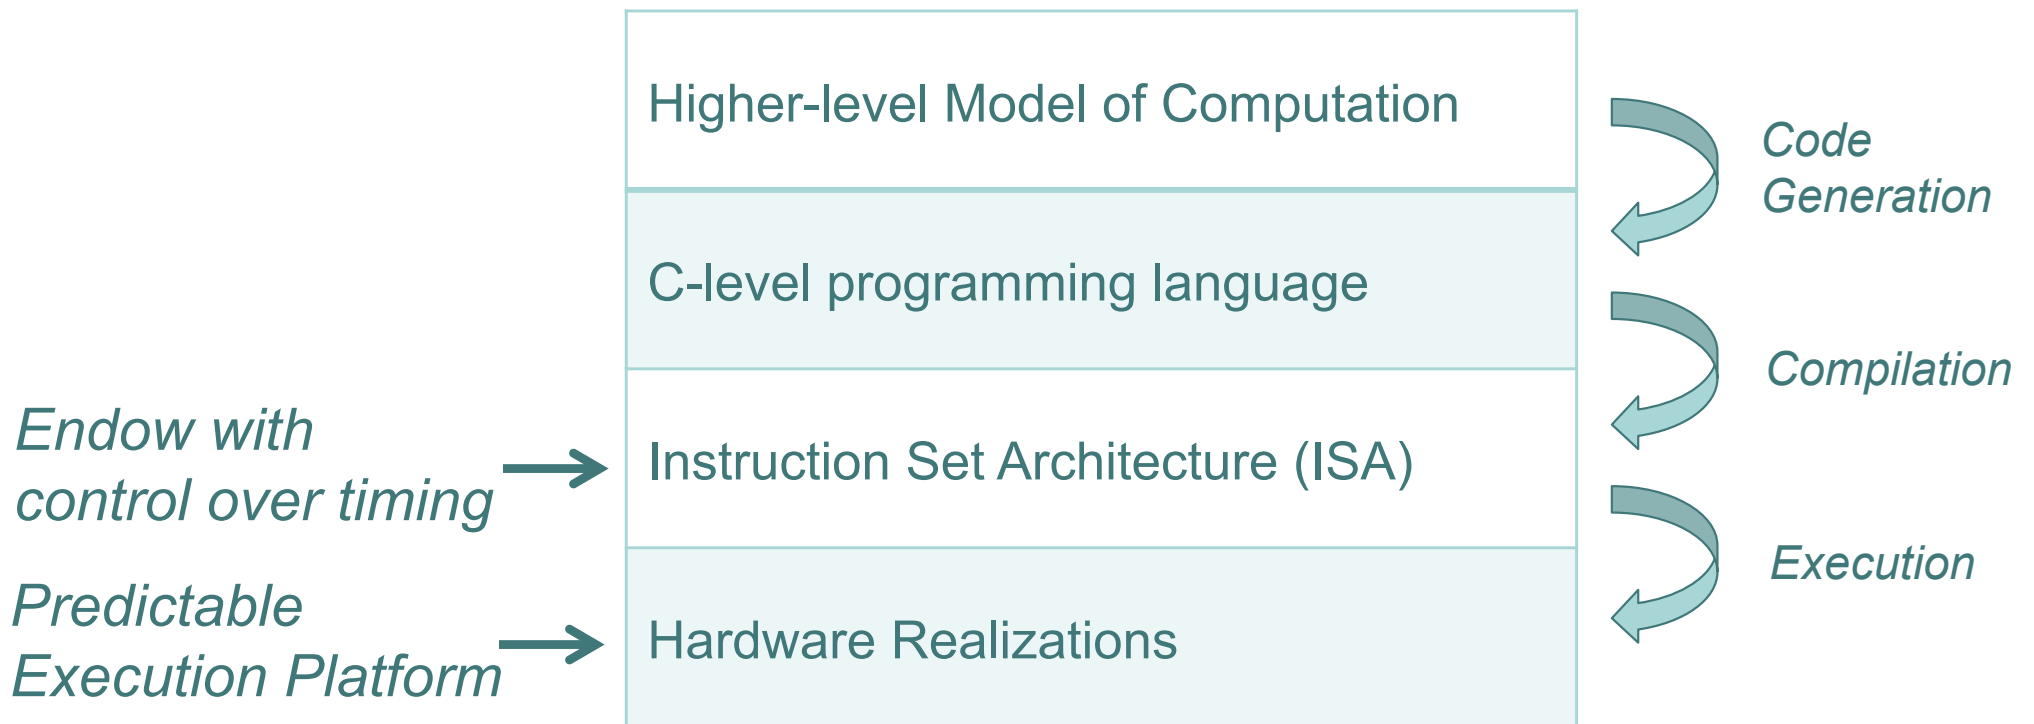 Higher-level Model of Computation
Code
Generation
C-level programming language
Compilation
Endow with
control over timing
Instruction Set Architecture (ISA)
Execution
Predictable
Execution Platform
Hardware Realizations